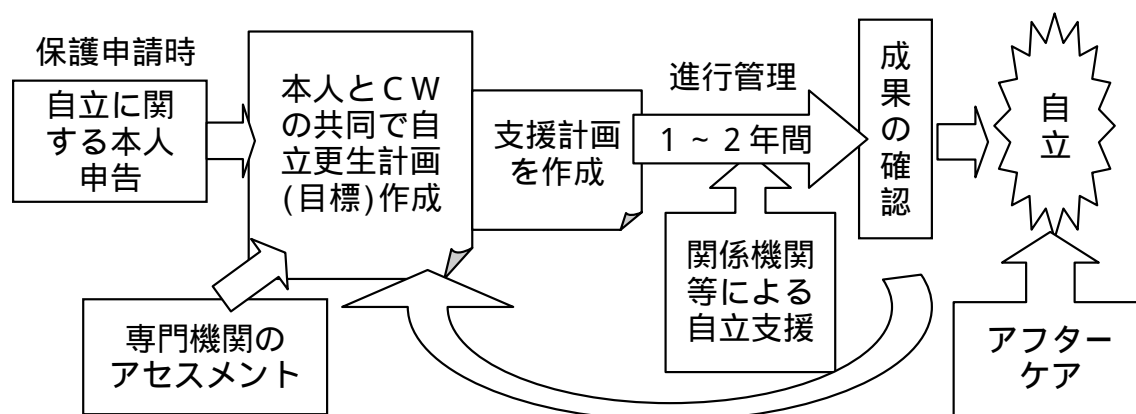 保護申請時
自立に関
する本人
申告
本人とＣＷ
の共同で自
立更生計画
(目標)作成
専門機関の
アセスメント
支援計画
を作成
進行管理
１～２年間
関係機関
等による
自立支援
成果の確認
自立
アフター
ケア